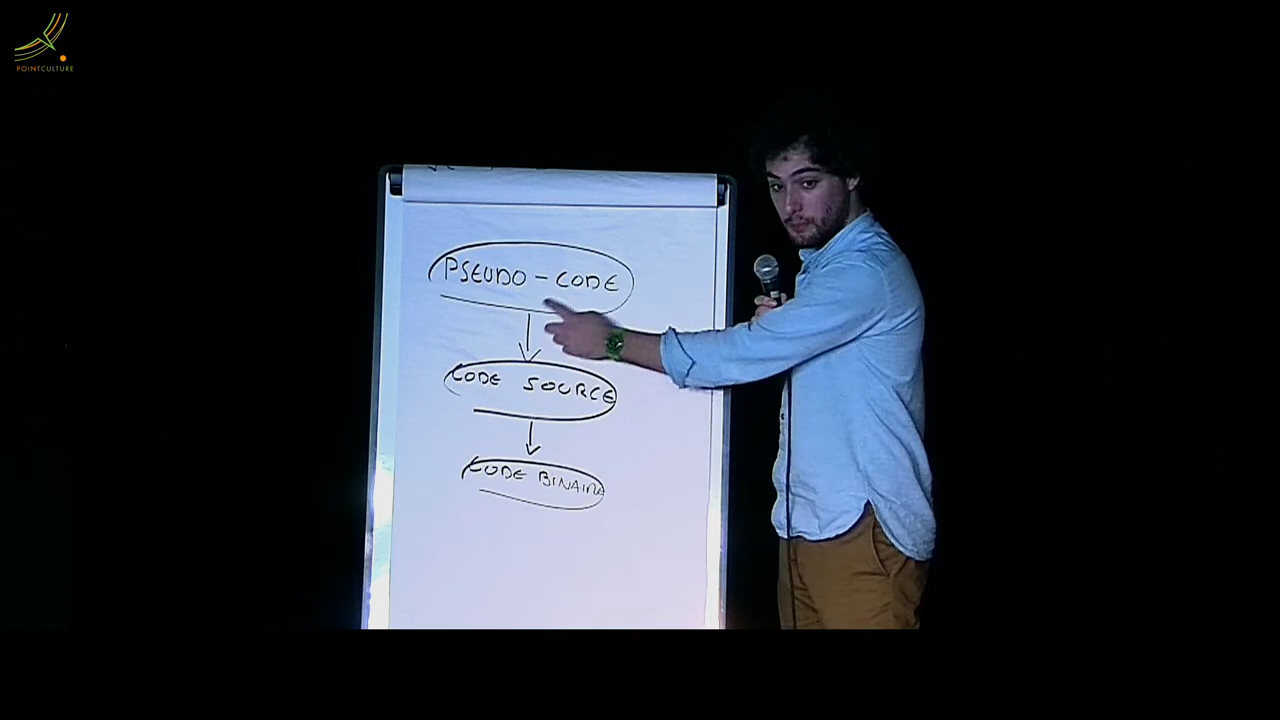 POINTCULTURE
PSEUDO - CODE
CODE SOURCE
CODE BINAIRE